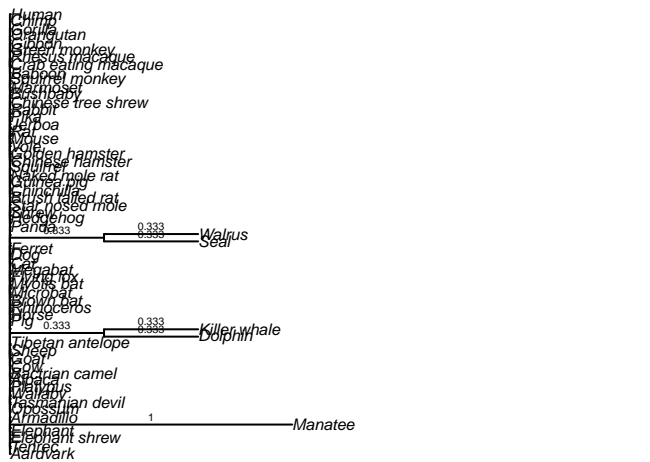 Human
Chimp
Gorilla
Orangutan
Gibbon
Green monkey
Rhesus macaque
Crab eating macaque
Baboon
Squirrel monkey
Marmoset
Bushbaby
Chinese tree shrew
Rabbit
Pika
Jerboa
Rat
Mouse
Vole
Golden hamster
Chinese hamster
Squirrel
Naked mole rat
Guinea pig
Chinchilla
Brush tailed rat
Star nosed mole
Shrew
Hedgehog
Panda
0.333
0.333
Walrus
0.333
Seal
Ferret
Dog
Cat
Megabat
Flying fox
Myotis bat
Microbat
Brown bat
Rhinoceros
Horse
Pig
0.333
0.333
Killer whale
0.333
Dolphin
Tibetan antelope
Sheep
Goat
Cow
Bactrian camel
Alpaca
Platypus
Wallaby
Tasmanian devil
Opossum
Armadillo
1
Manatee
Elephant
Elephant shrew
Tenrec
Aardvark